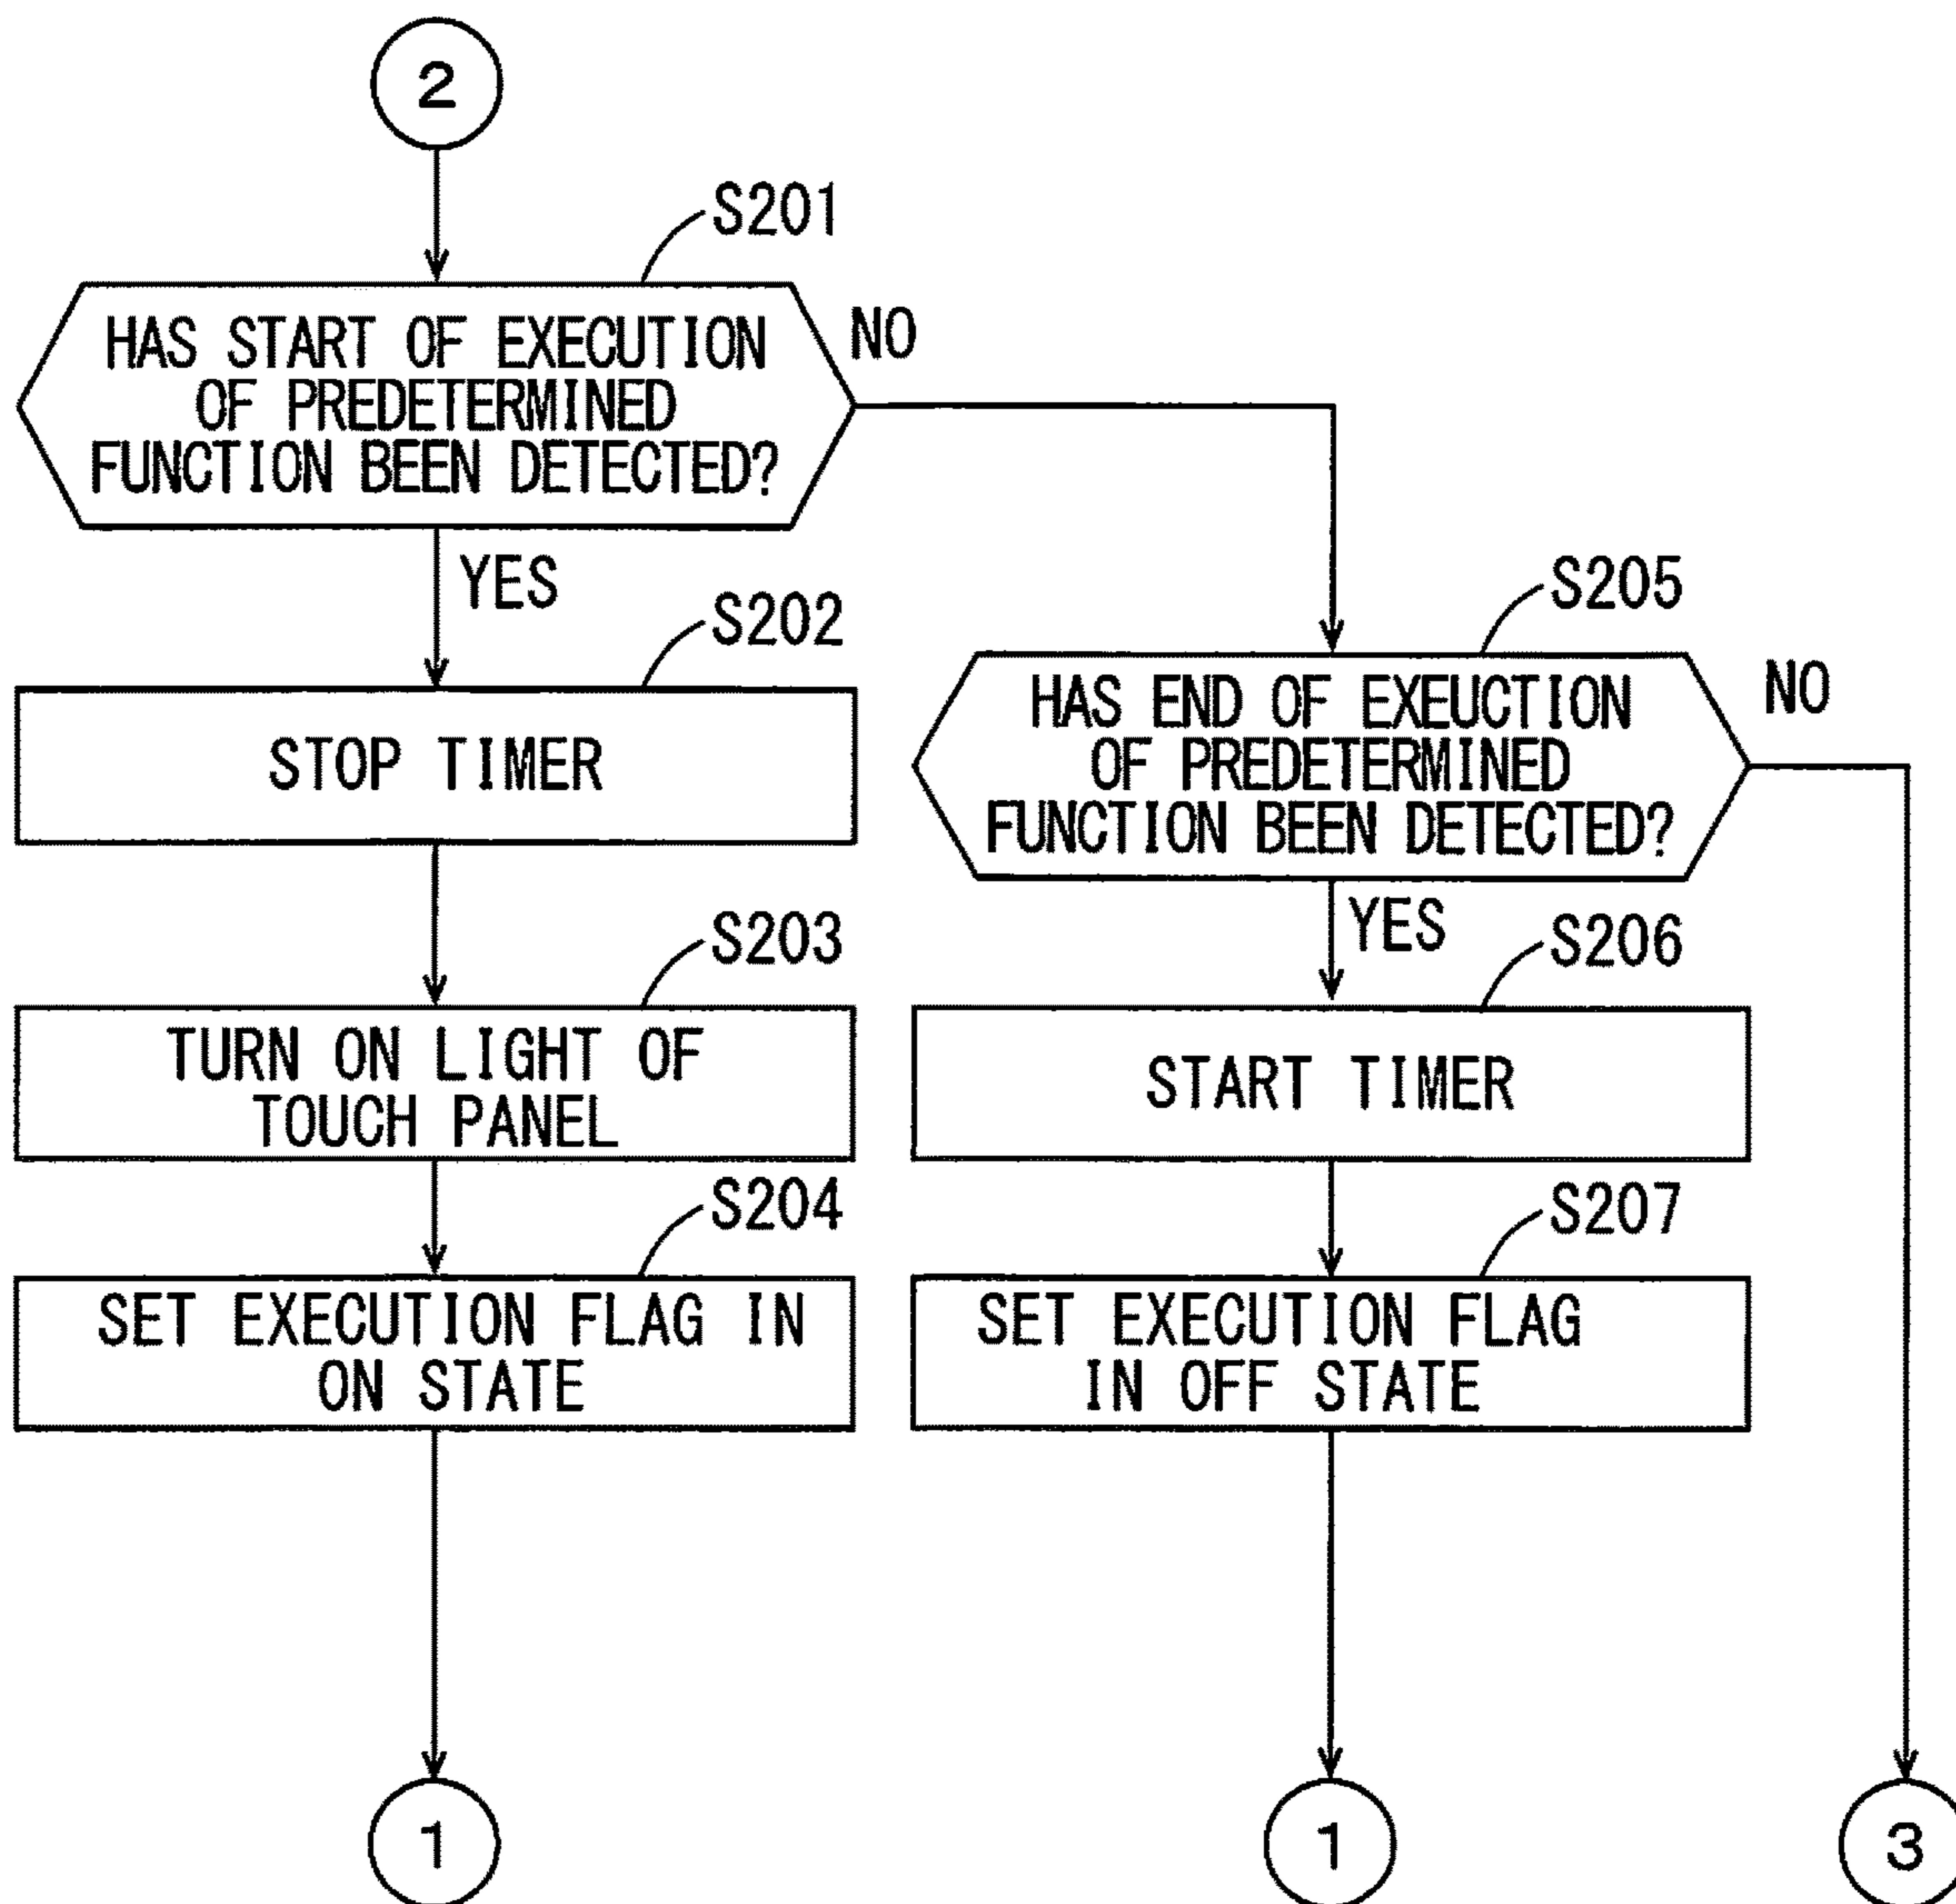 2
S201
HAS START OF EXECUTION
OF PREDETERMINED
FUNCTION BEEN DETECTED?
NO
YES
S202
STOP TIMER
S203
TURN ON LIGHT OF
TOUCH PANEL
S204
SET EXECUTION FLAG IN
ON STATE
1
S205
HAS END OF EXEUCTION
OF PREDETERMINED
FUNCTION BEEN DETECTED?
NO
YES
S206
START TIMER
S207
SET EXECUTION FLAG
IN OFF STATE
1
3